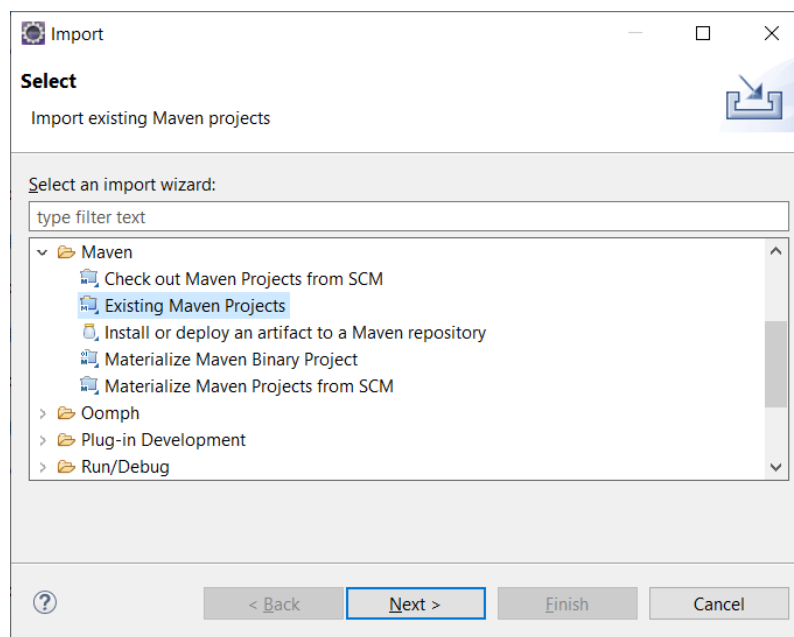 Import
Select
Import existing Maven projects
Select an import wizard:
type filter text
Maven
Check out Maven Projects from SCM
Existing Maven Projects
Install or deploy an artifact to a Maven repository
Materialize Maven Binary Project
Materialize Maven Projects from SCM
Oomph
Plug-in Development
Run/Debug
< Back Next > Finish Cancel